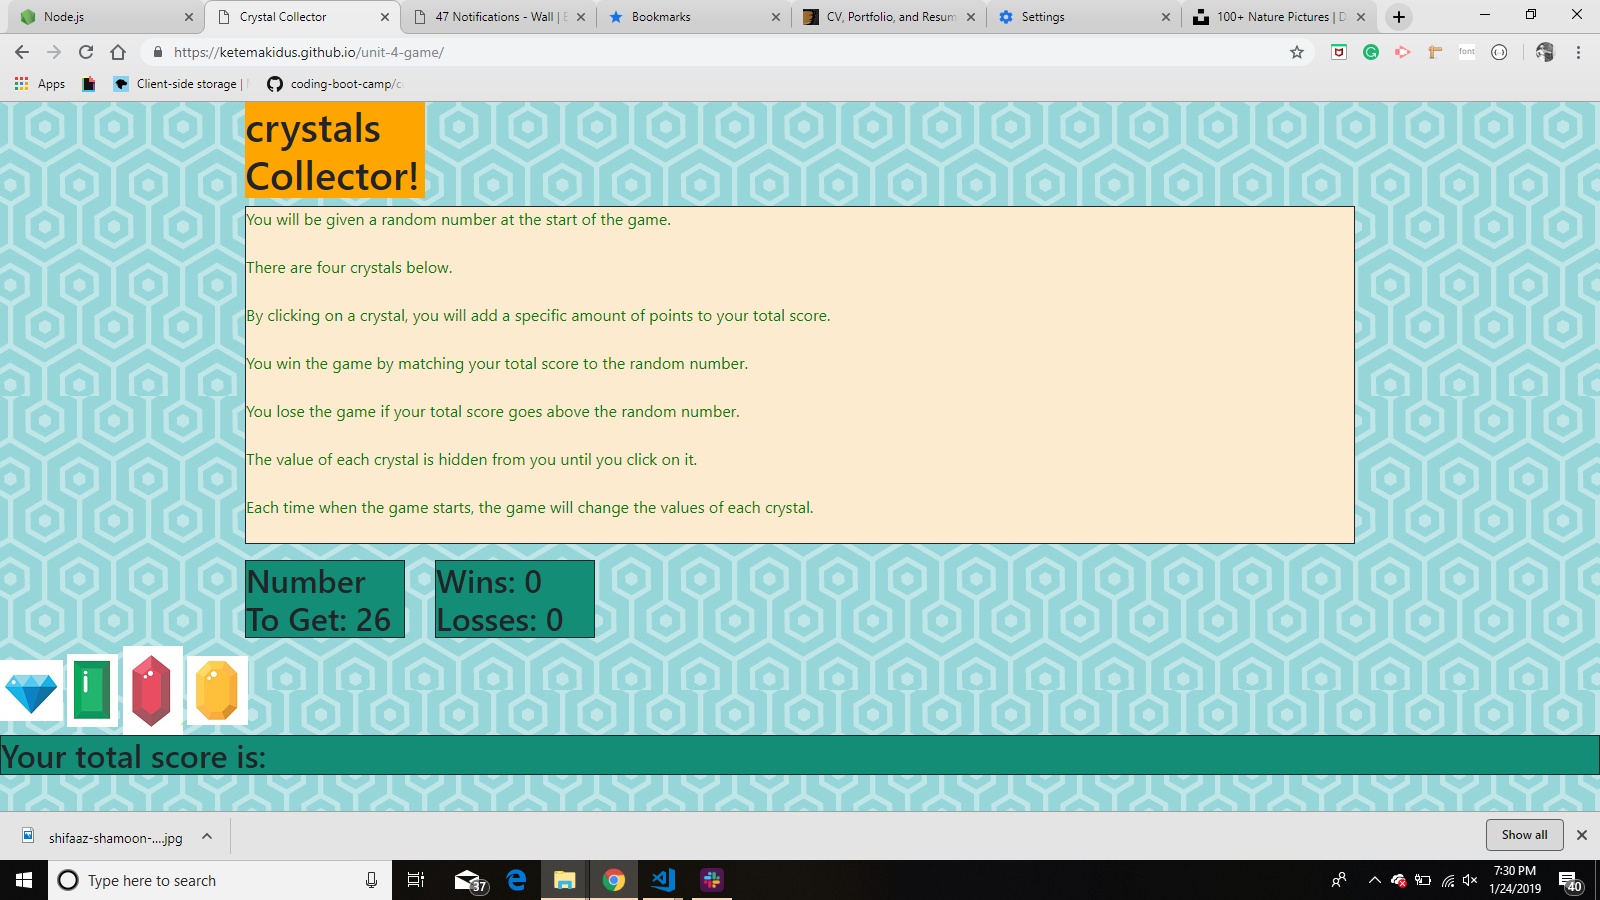 Node.js
Crystal Collector
47 Notifications - Wall |
Bookmarks
CV, Portfolio, and Resum
Settings
100+ Nature Pictures | D
https://ketemakidus.github.io/unit-4-game/
font
Apps
Client-side storage |
coding-boot-camp/c
crystals
Collector!
You will be given a random number at the start of the game.
There are four crystals below.
By clicking on a crystal, you will add a specific amount of points to your total score.
You win the game by matching your total score to the random number.
You lose the game if your total score goes above the random number.
The value of each crystal is hidden from you until you click on it.
Each time when the game starts, the game will change the values of each crystal.
Number
To Get: 26
Wins: 0
Losses: 0
Your total score is:
shifaaz-shamoon-....jpg
Show all
Type here to search
37
7:30 PM
1/24/2019
40